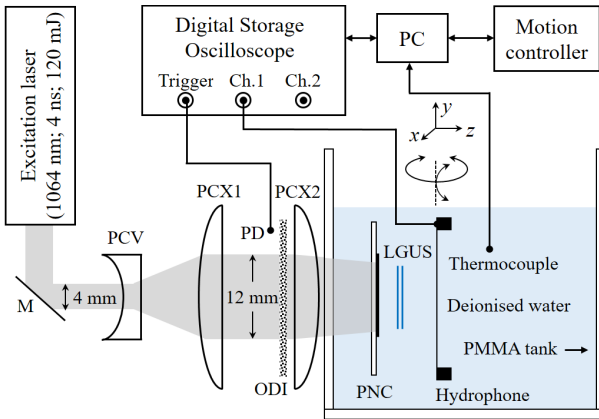 Excitation laser
(1064 nm; 4 ns; 120 mJ)
Digital Storage
Oscilloscope
Trigger Ch.1 Ch.2
PC
Motion
controller
y
x
z
PCX1 PCX2
PD
PCV
M
4 mm
12 mm
ODI
LGUS
PNC
Thermocouple
Deionised water
PMMA tank
Hydrophone